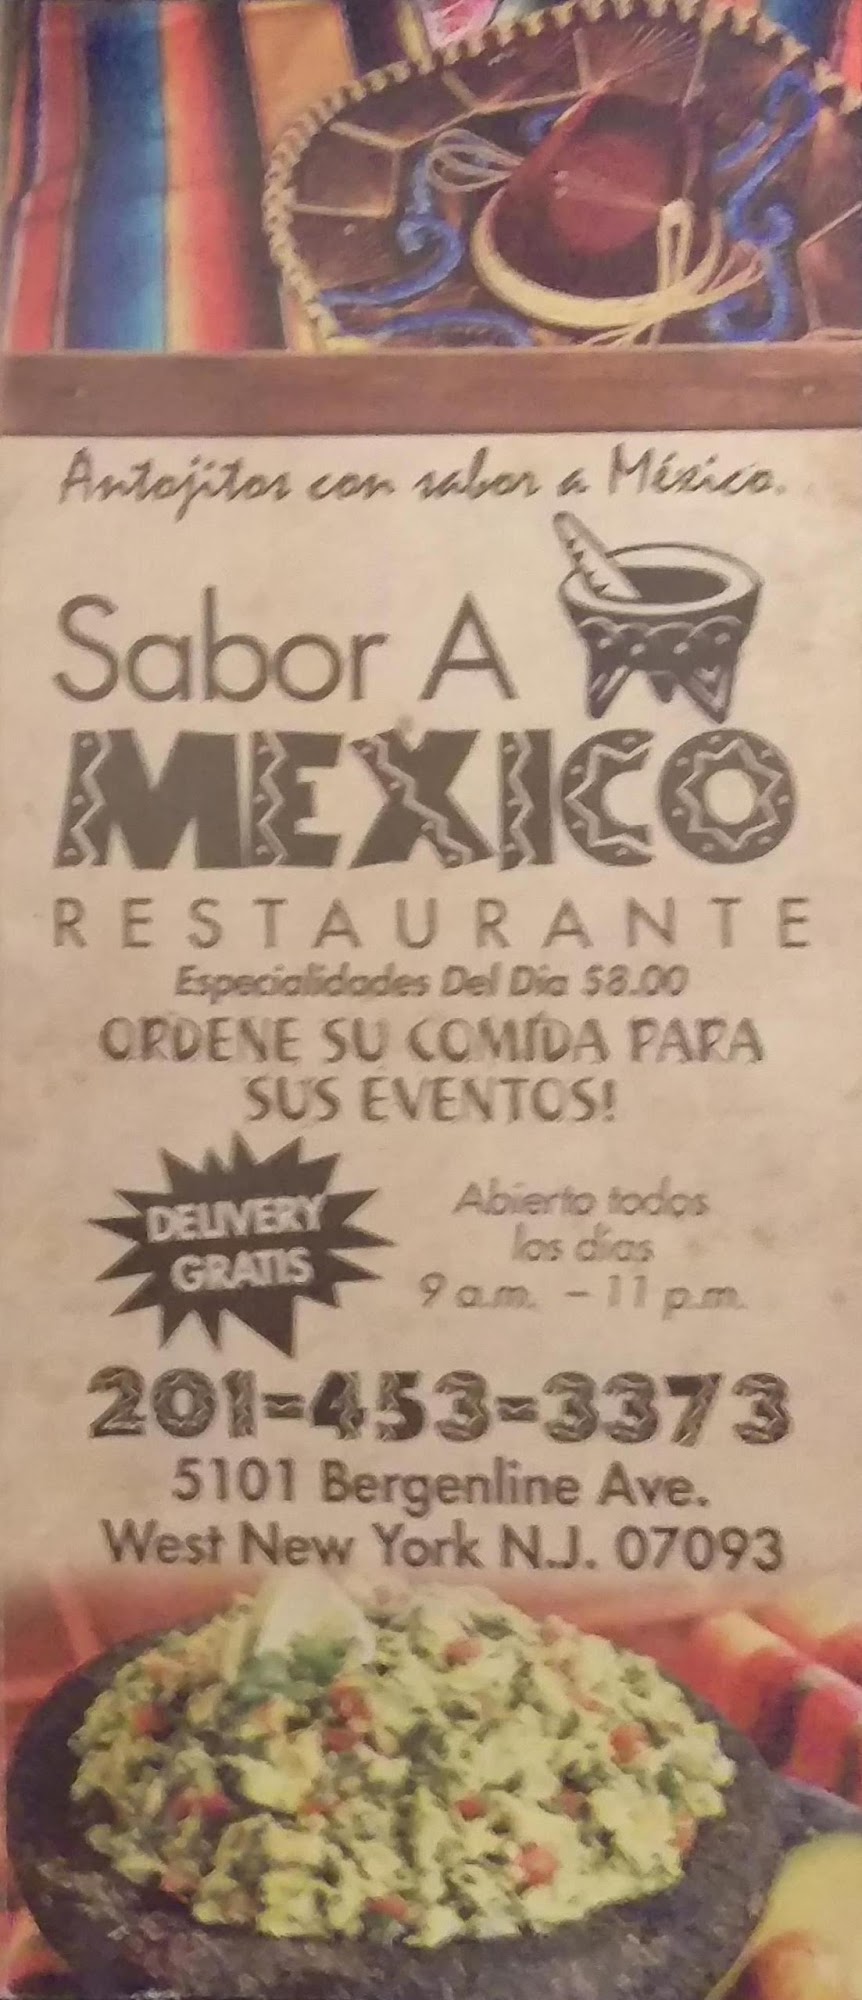 Antojitos con sabor a México.
Sabor A
MEXICO
RESTAURANTE
Especialidades Del Dia $8.00
ORDENE SU COMIDA PARA
SUS EVENTOS!
DELIVERY
GRATIS
Abierto todos
los días
9 a.m. – 11 p.m.
201-453-3373
5101 Bergenline Ave.
West New York N.J. 07093